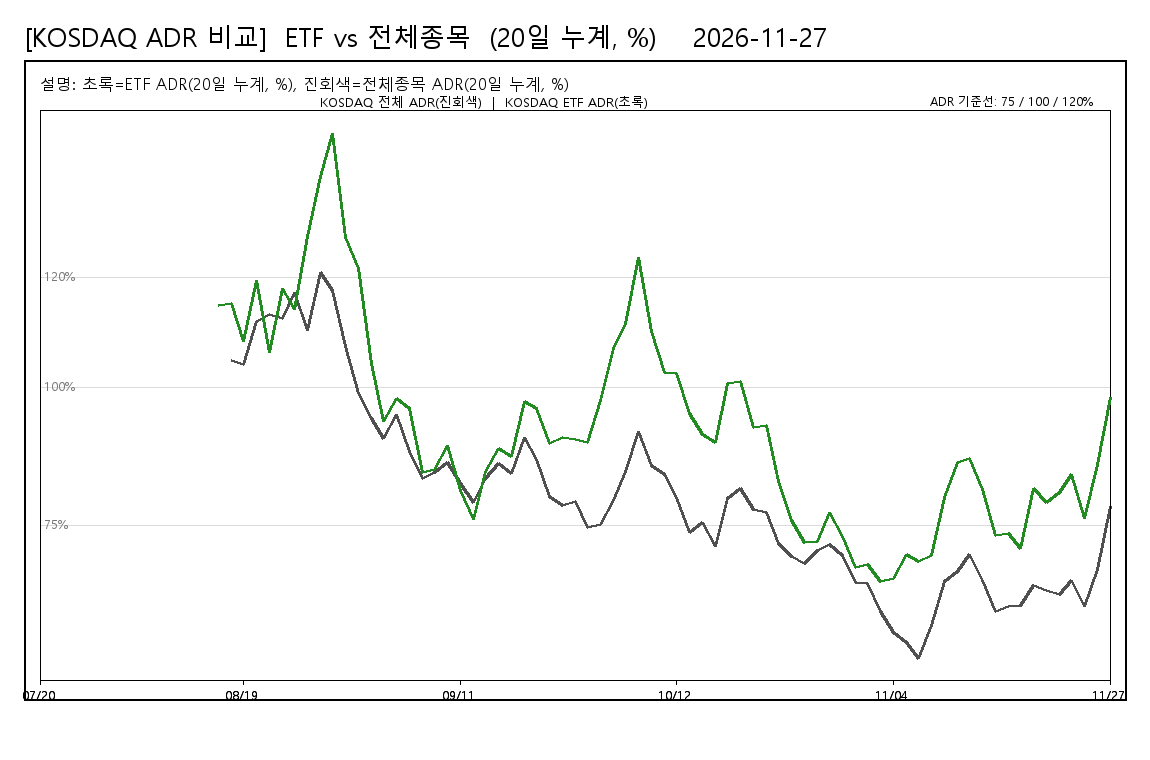 [KOSDAQ ADR 비교]  ETF vs 전체종목  (20일 누계, %)    2026-11-27
설명: 초록=ETF ADR(20일 누계, %), 진회색=전체종목 ADR(20일 누계, %)
KOSDAQ 전체 ADR(진회색)  |  KOSDAQ ETF ADR(초록)
ADR 기준선: 75 / 100 / 120%
120%
100%
75%
07/20 08/19 09/11 10/12 11/04 11/27